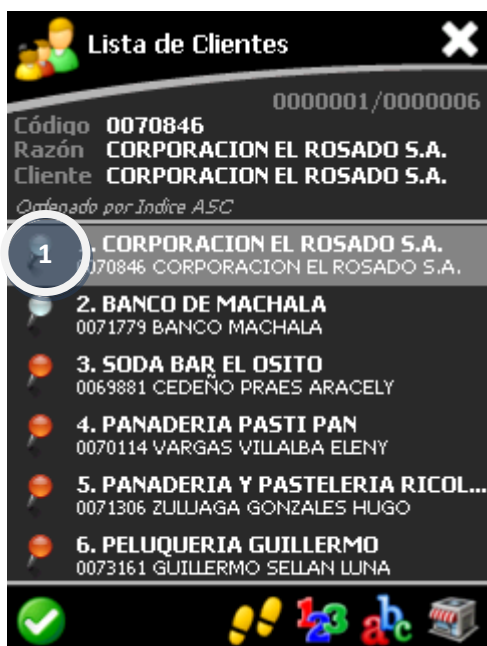 Lista de Clientes
0000001/0000006
Código 0070846
Razón CORPORACION EL ROSADO S.A.
Cliente CORPORACION EL ROSADO S.A.
Ordenado por Indice ASC
1
. CORPORACION EL ROSADO S.A.
0070846 CORPORACION EL ROSADO S.A.
2. BANCO DE MACHALA
0071779 BANCO MACHALA
3. SODA BAR EL OSITO
0069881 CEDEÑO PRAES ARACELY
4. PANADERIA PASTI PAN
0070114 VARGAS VILLALBA ELENY
5. PANADERIA Y PASTELERIA RICOL...
0071306 ZULUAGA GONZALES HUGO
6. PELUQUERIA GUILLERMO
0073161 GUILLERMO SELLAN LUNA
123 abc